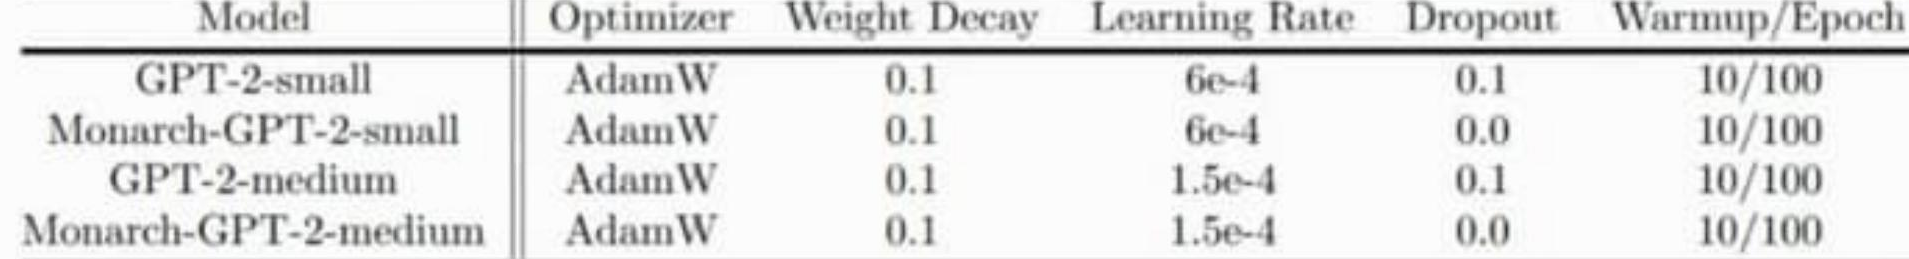 Model Optimizer Weight Decay Learning Rate Dropout Warmup/Epoch
GPT-2-small AdamW 0.1 6e-4 0.1 10/100
Monarch-GPT-2-small AdamW 0.1 6e-4 0.0 10/100
GPT-2-medium AdamW 0.1 1.5e-4 0.1 10/100
Monarch-GPT-2-medium AdamW 0.1 1.5e-4 0.0 10/100